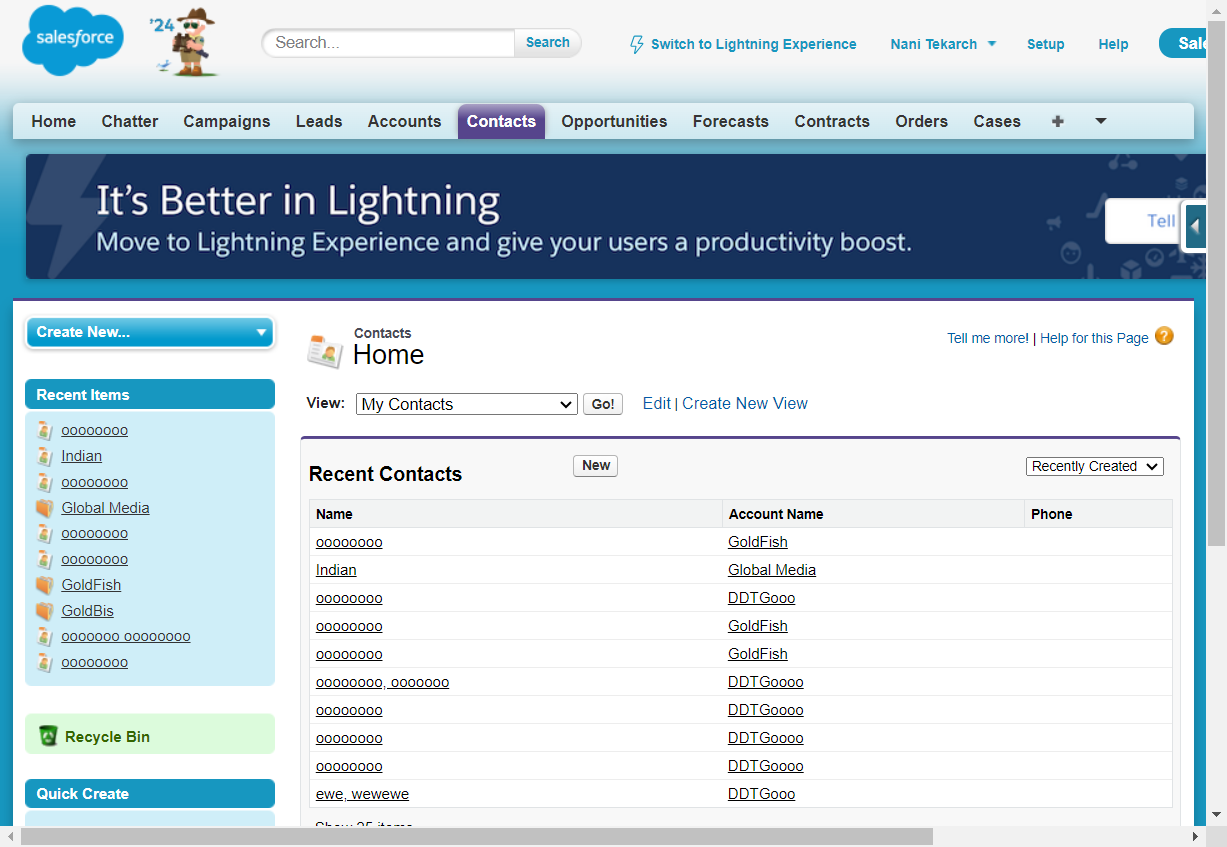 salesforce
'24
Search...
Search
Switch to Lightning Experience
Nani Tekarch
Setup
Help
Home Chatter Campaigns Leads Accounts Contacts Opportunities Forecasts Contracts Orders Cases +
It's Better in Lightning
Move to Lightning Experience and give your users a productivity boost.
Tell
Create New...
Recent Items
oooooooo
Indian
oooooooo
Global Media
oooooooo
oooooooo
GoldFish
GoldBis
ooooooo oooooooo
oooooooo
Recycle Bin
Quick Create
Contacts
Home
Tell me more! | Help for this Page ?
View: My Contacts Go! Edit | Create New View
Recent Contacts New Recently Created
Name Account Name Phone
oooooooo GoldFish
Indian Global Media
oooooooo DDTGooo
oooooooo GoldFish
oooooooo GoldFish
oooooooo, ooooooo DDTGoooo
oooooooo DDTGoooo
oooooooo DDTGoooo
oooooooo DDTGoooo
ewe, wewewe DDTGooo